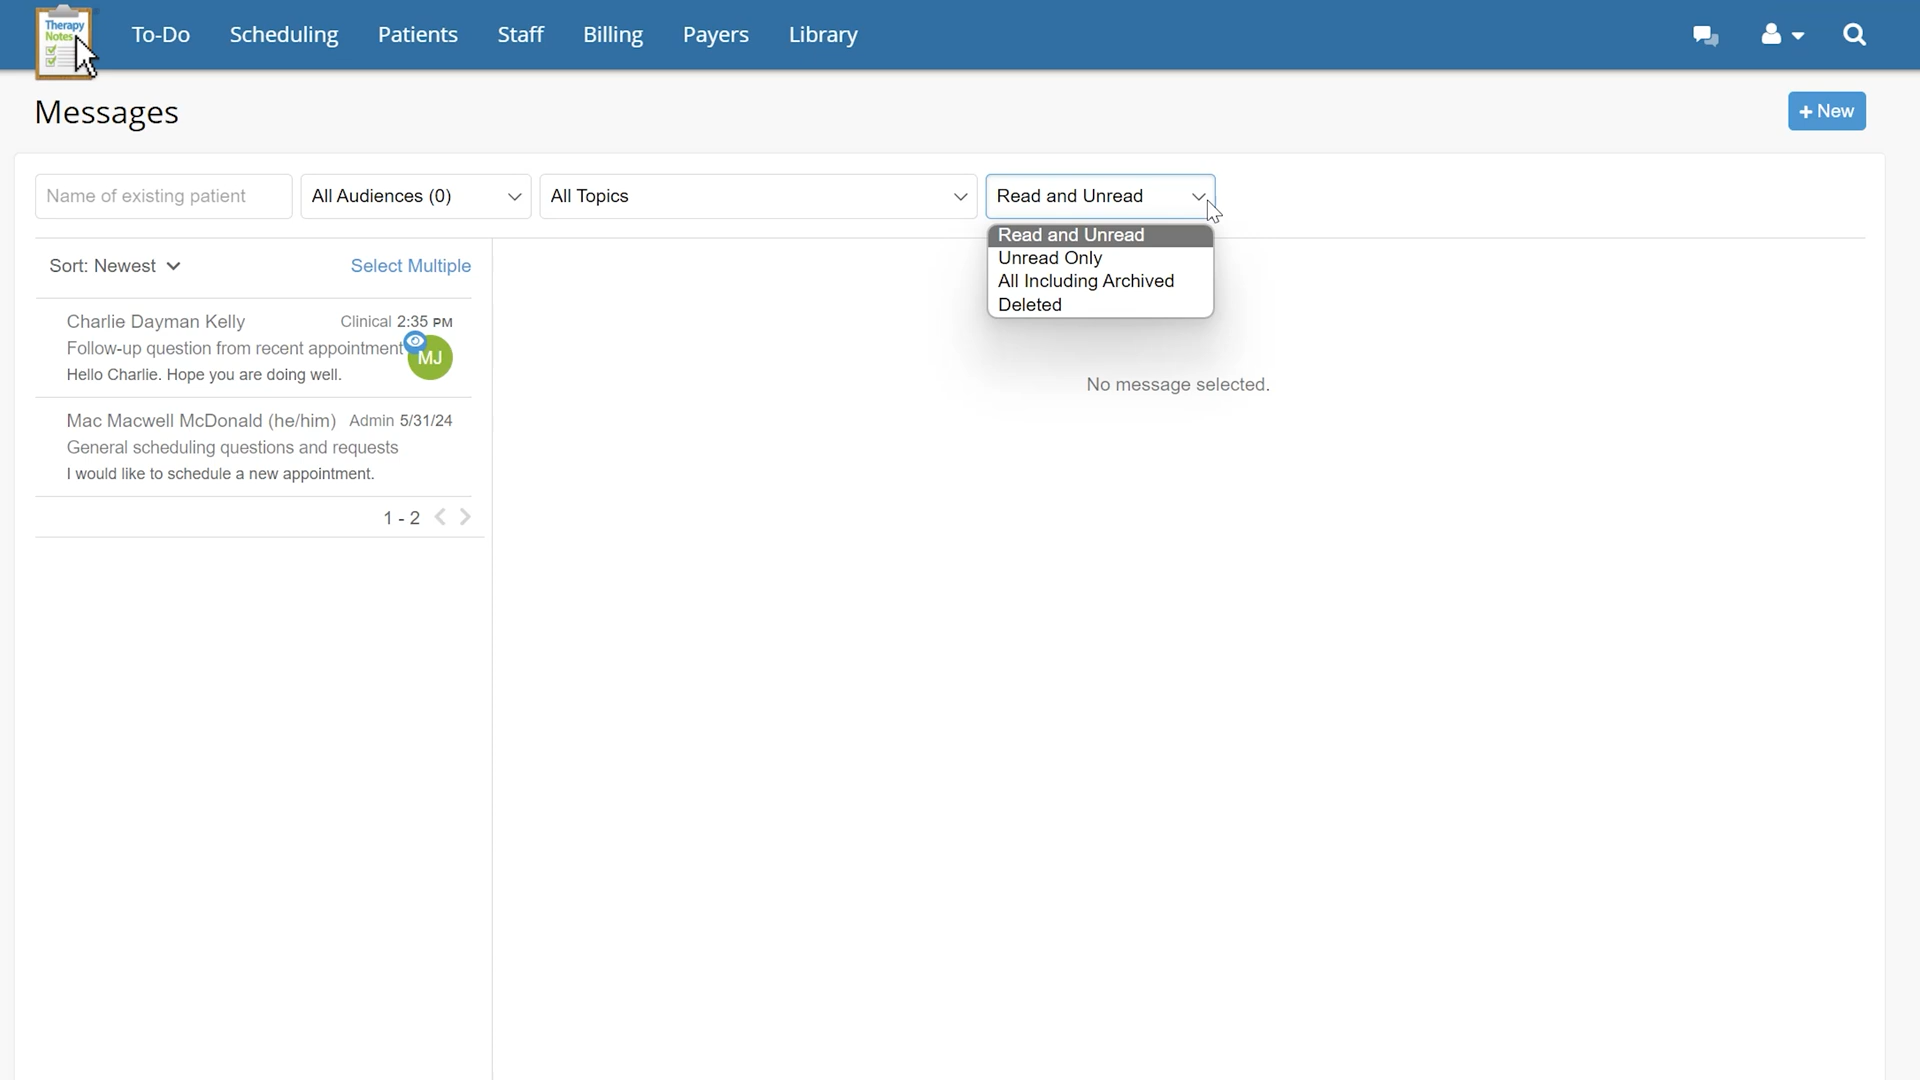 Therapy
Notes
To-Do
Scheduling
Patients
Staff
Billing
Payers
Library
Messages
+ New
Name of existing patient
All Audiences (0)
All Topics
Read and Unread
Read and Unread
Unread Only
All Including Archived
Deleted
Sort: Newest
Select Multiple
Charlie Dayman Kelly
Clinical 2:35 PM
Follow-up question from recent appointment
MJ
Hello Charlie. Hope you are doing well.
Mac Macwell McDonald (he/him)
Admin 5/31/24
General scheduling questions and requests
I would like to schedule a new appointment.
1 - 2
No message selected.